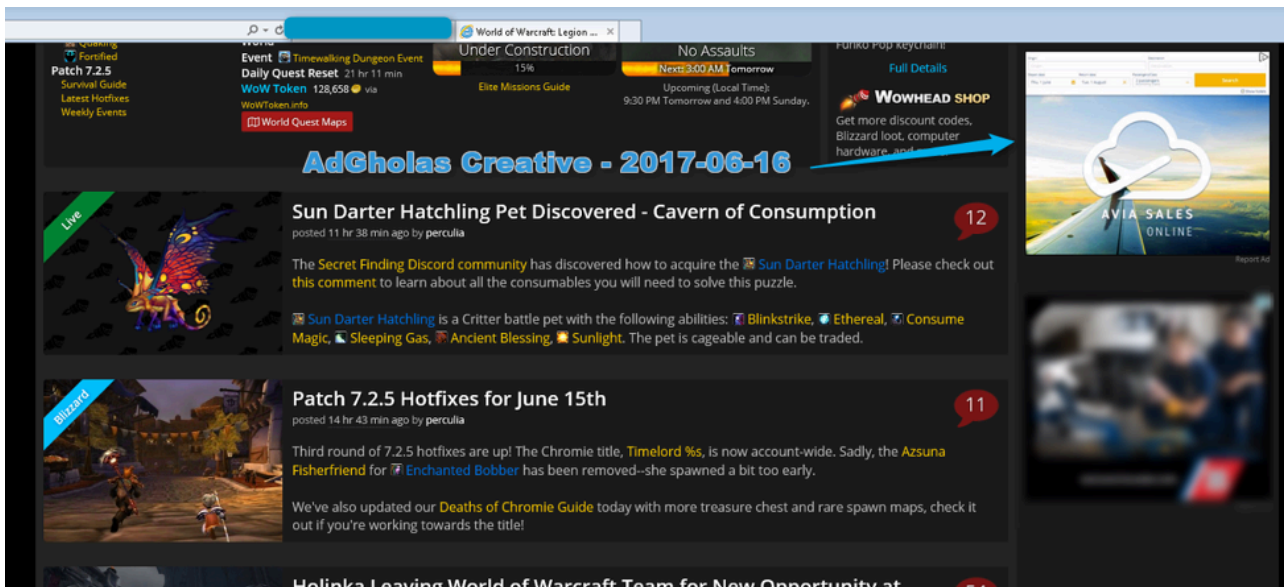 World of Warcraft: Legion ...
Quaking
Fortified
Patch 7.2.5
Survival Guide
Latest Hotfixes
Weekly Events
World
Event Timewalking Dungeon Event
Daily Quest Reset 21 hr 11 min
WoW Token 128,658 via
WoWToken.info
World Quest Maps
Under Construction
15%
Elite Missions Guide
No Assaults
Next: 3:00 AM Tomorrow
Upcoming (Local Time):
9:30 PM Tomorrow and 4:00 PM Sunday.
Funko Pop keychain!
Full Details
WOWHEAD SHOP
Get more discount codes,
Blizzard loot, computer
hardware, and
AdGholas Creative - 2017-06-16
Search
AVIA SALES
ONLINE
Report Ad
Live
Sun Darter Hatchling Pet Discovered - Cavern of Consumption
12
posted 11 hr 38 min ago by perculia
The Secret Finding Discord community has discovered how to acquire the Sun Darter Hatchling! Please check out
this comment to learn about all the consumables you will need to solve this puzzle.
Sun Darter Hatchling is a Critter battle pet with the following abilities: Blinkstrike, Ethereal, Consume
Magic, Sleeping Gas, Ancient Blessing, Sunlight. The pet is cageable and can be traded.
Blizzard
Patch 7.2.5 Hotfixes for June 15th
11
posted 14 hr 43 min ago by perculia
Third round of 7.2.5 hotfixes are up! The Chromie title, Timelord %s, is now account-wide. Sadly, the Azsuna
Fisherfriend for Enchanted Bobber has been removed--she spawned a bit too early.
We've also updated our Deaths of Chromie Guide today with more treasure chest and rare spawn maps, check it
out if you're working towards the title!
Holinka Leaving World of Warcraft Team for New Opportunity at